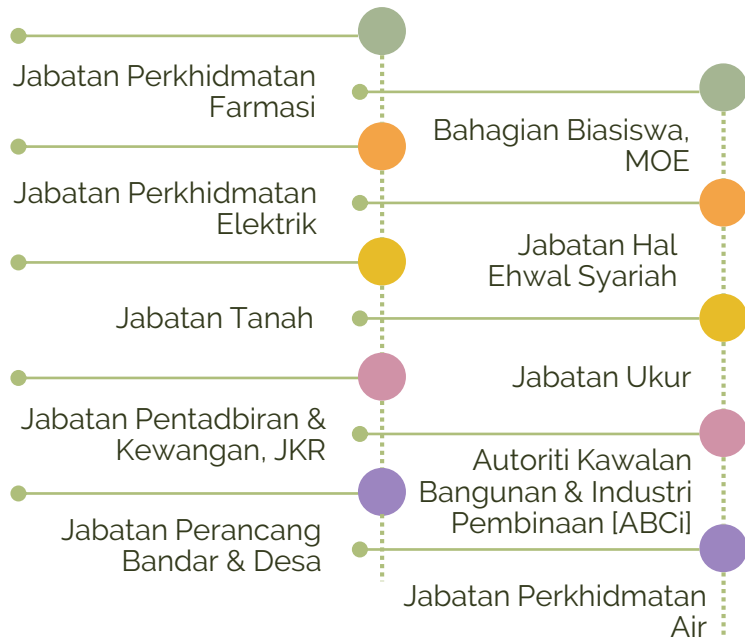 Jabatan Perkhidmatan
Farmasi
Jabatan Perkhidmatan
Elektrik
Jabatan Tanah
Jabatan Pentadbiran &
Kewangan, JKR
Jabatan Perancang
Bandar & Desa
Bahagian Biasiswa,
MOE
Jabatan Hal
Ehwal Syariah
Jabatan Ukur
Autoriti Kawalan
Bangunan & Industri
Pembinaan [ABCi]
Jabatan Perkhidmatan
Air